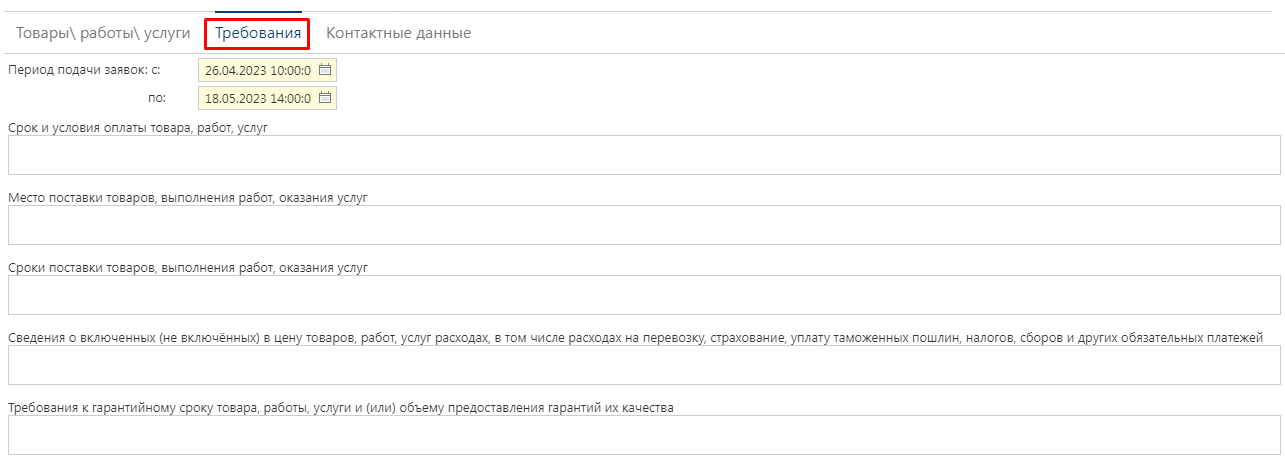 Товары\ работы\ услуги Требования Контактные данные
Период подачи заявок: с: 26.04.2023 10:00:0
по: 18.05.2023 14:00:0
Срок и условия оплаты товара, работ, услуг
Место поставки товаров, выполнения работ, оказания услуг
Сроки поставки товаров, выполнения работ, оказания услуг
Сведения о включенных (не включённых) в цену товаров, работ, услуг расходах, в том числе расходах на перевозку, страхование, уплату таможенных пошлин, налогов, сборов и других обязательных платежей
Требования к гарантийному сроку товара, работы, услуги и (или) объему предоставления гарантий их качества